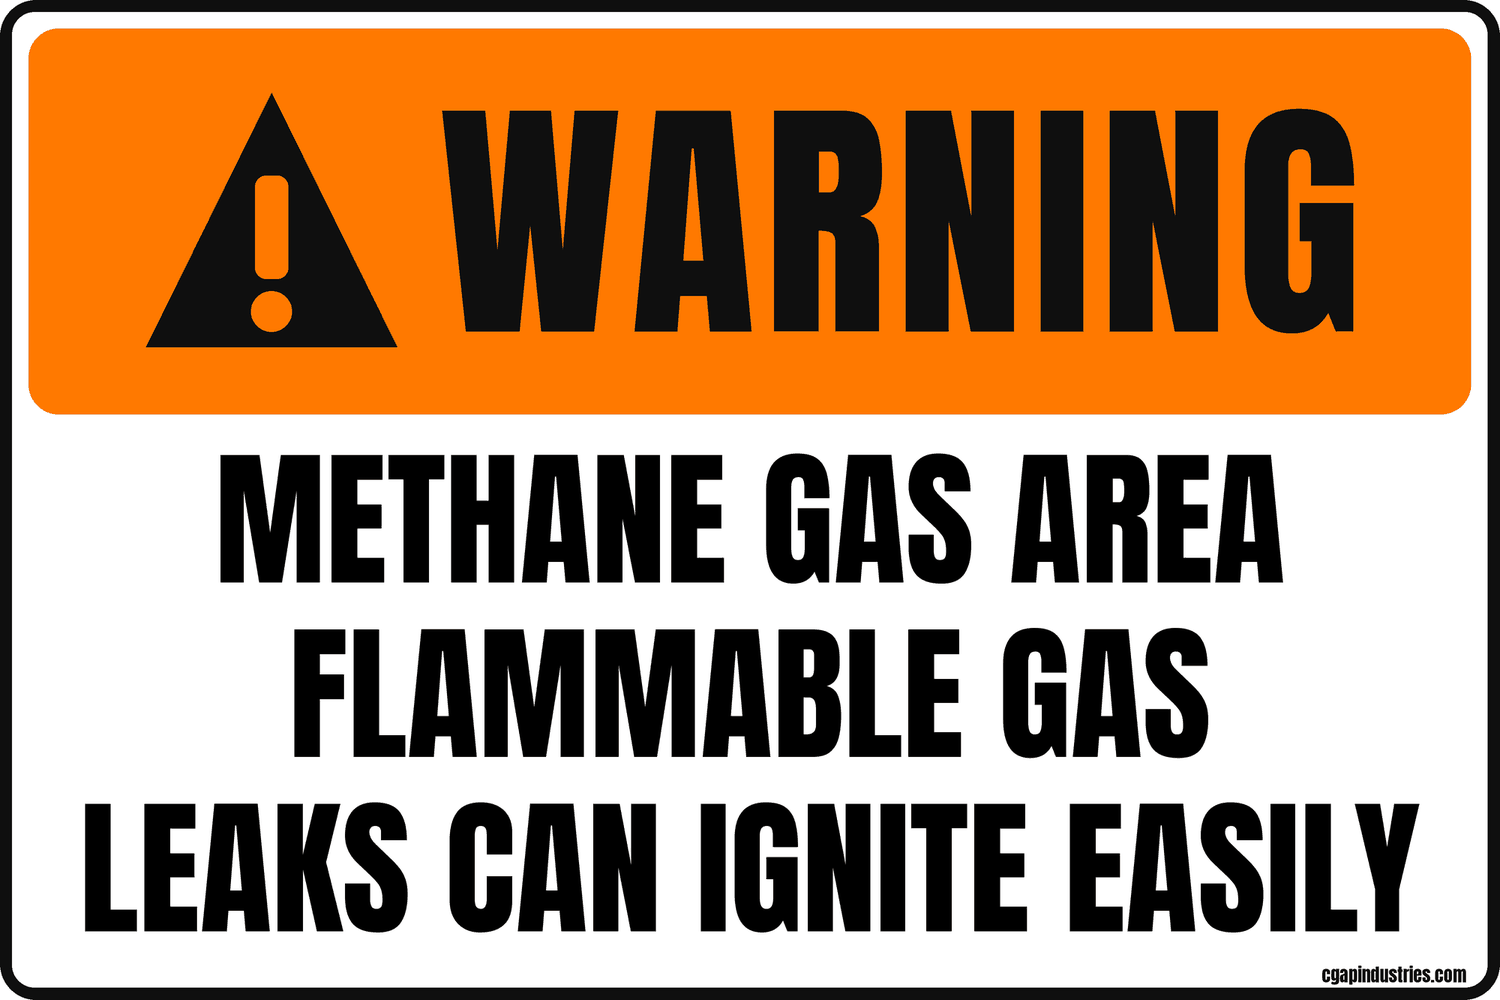 WARNING
METHANE GAS AREA
FLAMMABLE GAS
LEAKS CAN IGNITE EASILY
cgapindustries.com